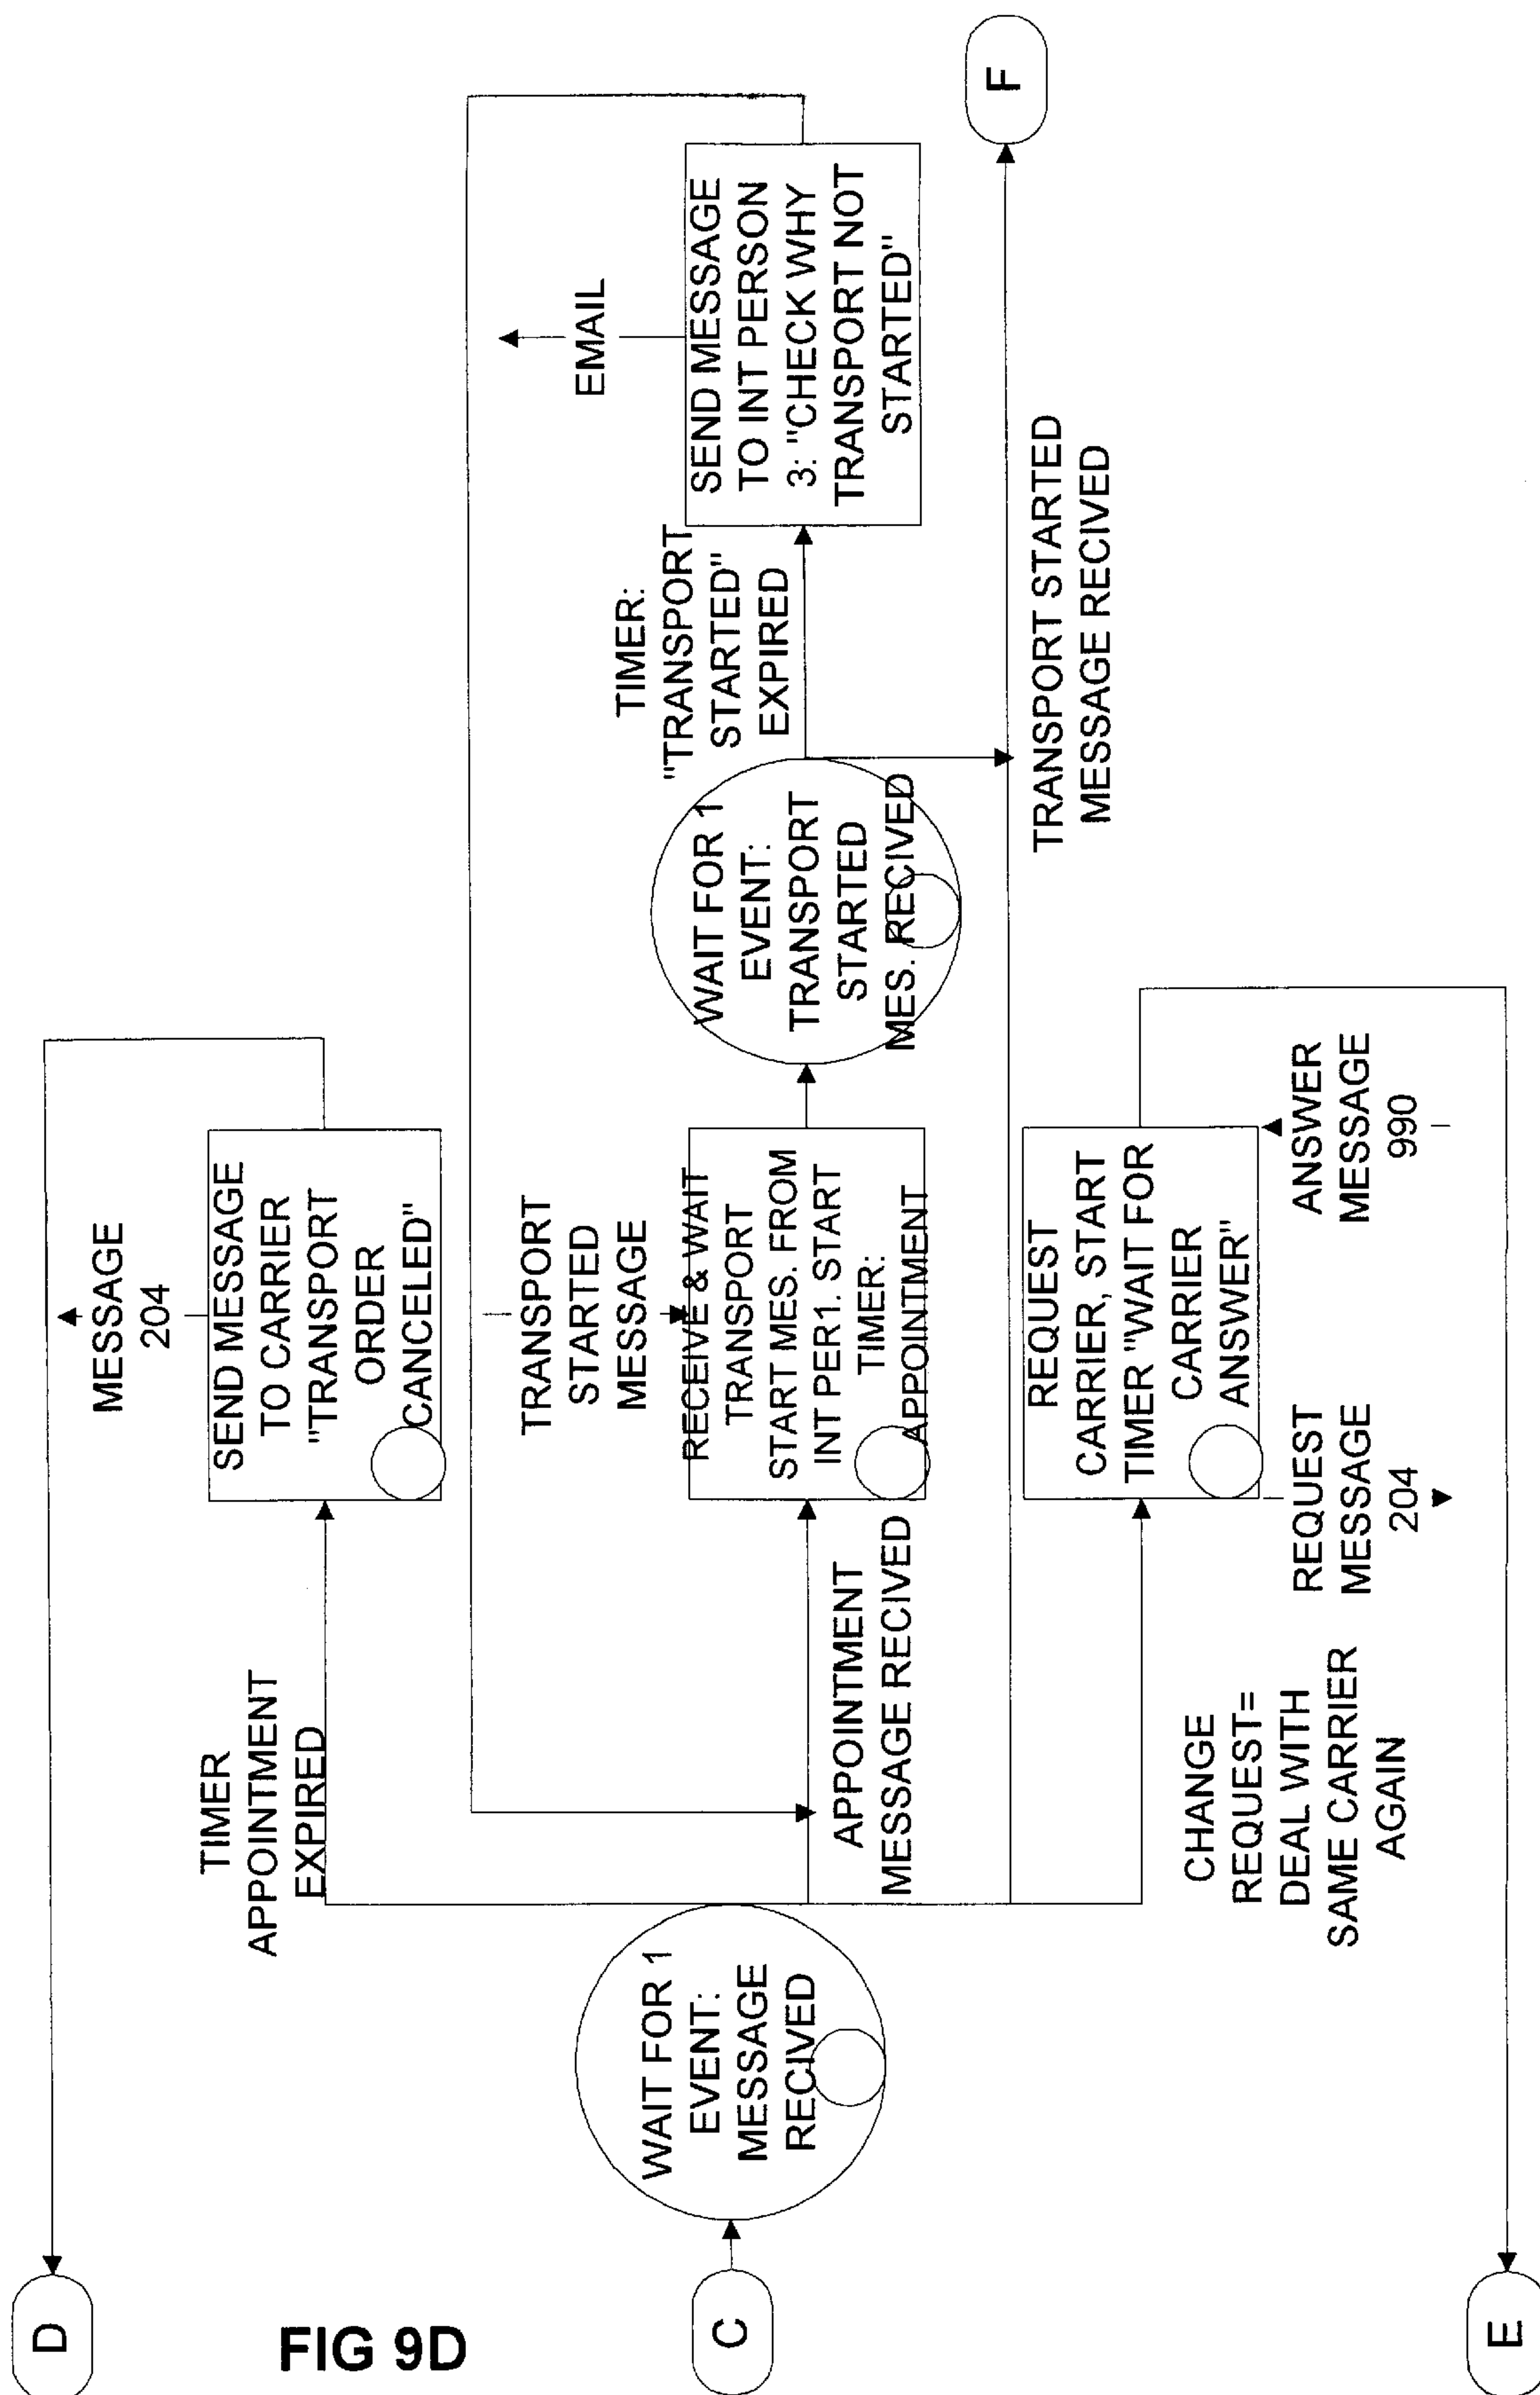 D
FIG 9D
C
E
WAIT FOR 1
EVENT:
MESSAGE
RECIVED
TIMER
APPOINTMENT
EXPIRED
APPOINTMENT
MESSAGE RECIVED
CHANGE
REQUEST=
DEAL WITH
SAME CARRIER
AGAIN
MESSAGE
204
SEND MESSAGE
TO CARRIER
"TRANSPORT
ORDER
CANCELED"
TRANSPORT
STARTED
MESSAGE
RECEIVE & WAIT
TRANSPORT
START MES. FROM
INT PER1. START
TIMER:
APPOINTMENT
REQUEST
CARRIER, START
TIMER "WAIT FOR
CARRIER
ANSWER"
REQUEST
MESSAGE
204
ANSWER
MESSAGE
990
WAIT FOR 1
EVENT:
TRANSPORT
STARTED
MES. RECIVED
TIMER:
"TRANSPORT
STARTED"
EXPIRED
TRANSPORT STARTED
MESSAGE RECIVED
EMAIL
SEND MESSAGE
TO INT PERSON
3: "CHECK WHY
TRANSPORT NOT
STARTED"
F